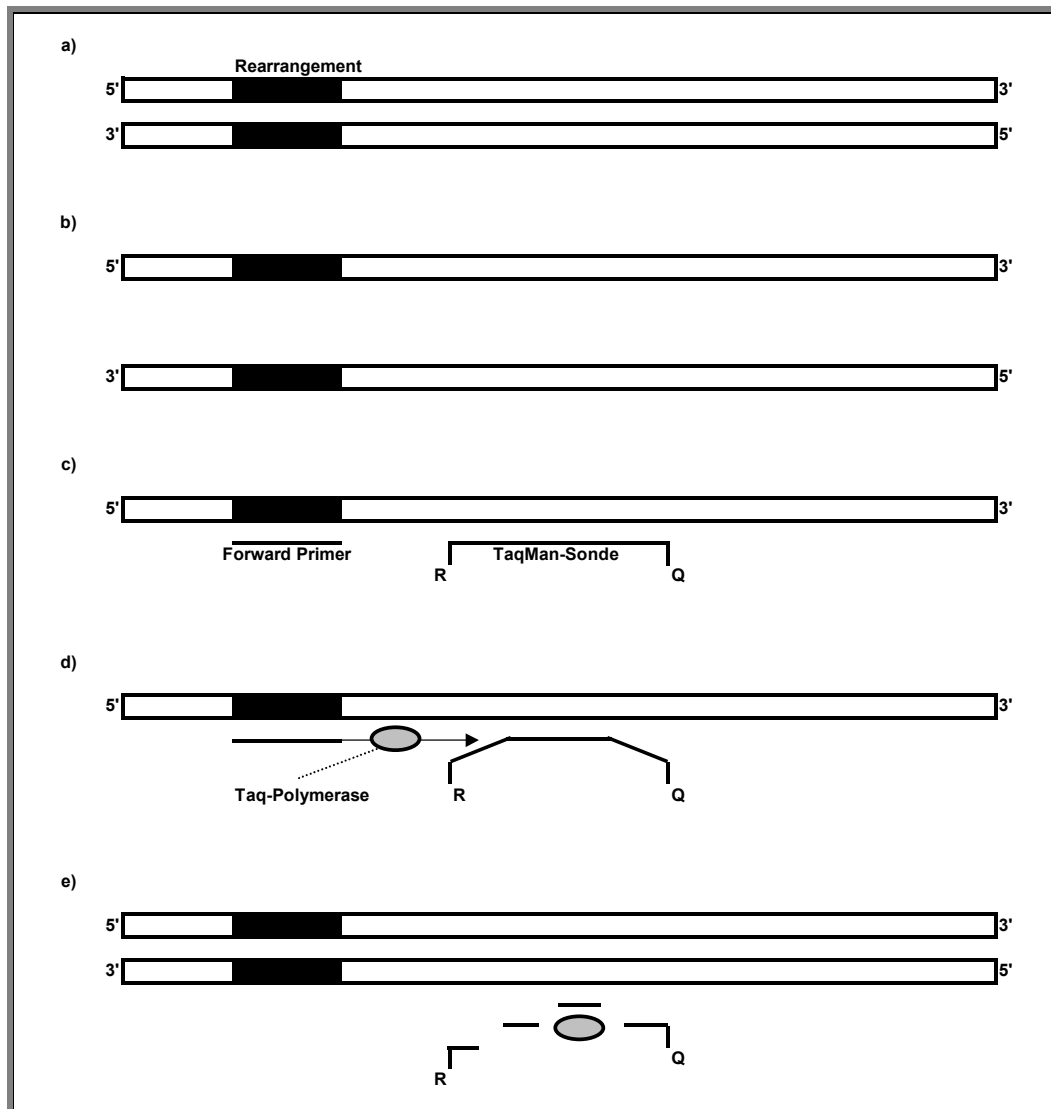 a)
Rearrangement
5' 3'
3' 5'
b)
5' 3'
3' 5'
c)
5' 3'
Forward Primer TaqMan-Sonde
R Q
d)
5' 3'
R Q
Taq-Polymerase
e)
5' 3'
3' 5'
Q
R